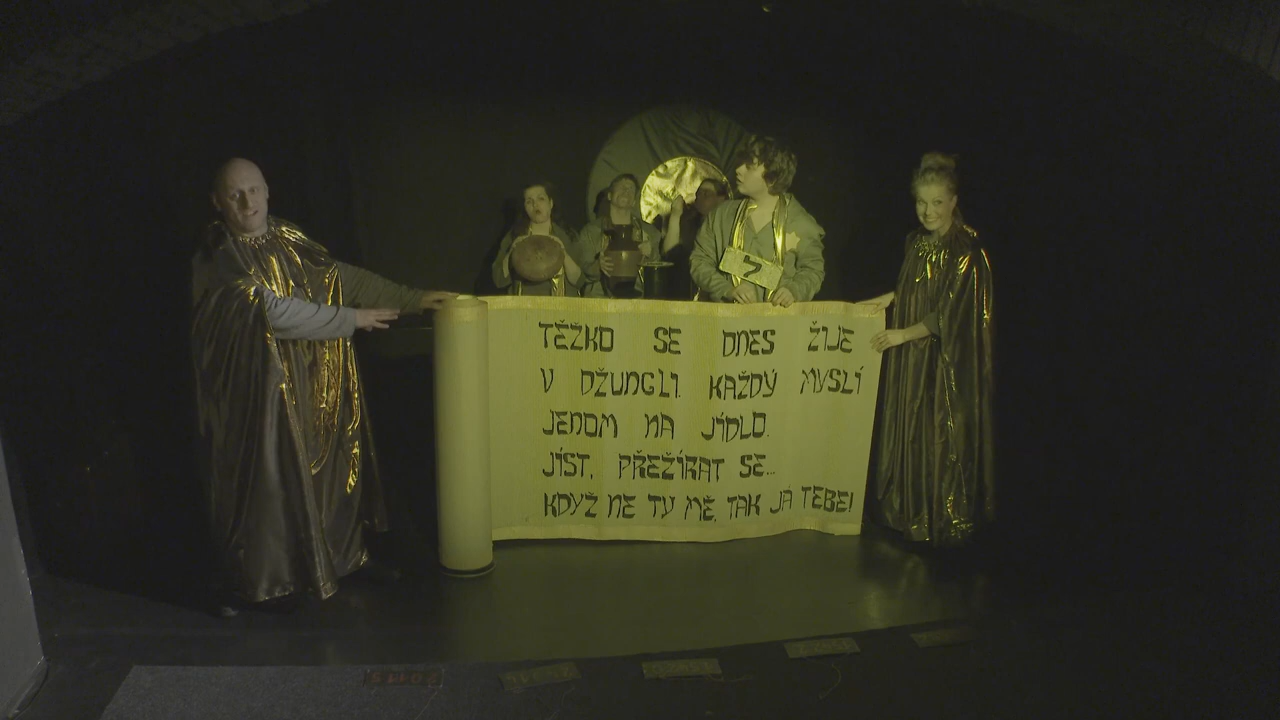 TĚŽKO SE DNES ŽIJE
V DŽUNGLI. KAŽDÝ MYSLÍ
JENOM NA JÍDLO.
JÍST, PŘEŽÍRAT SE...
KDYŽ NE TY MĚ, TAK JÁ TEBE!